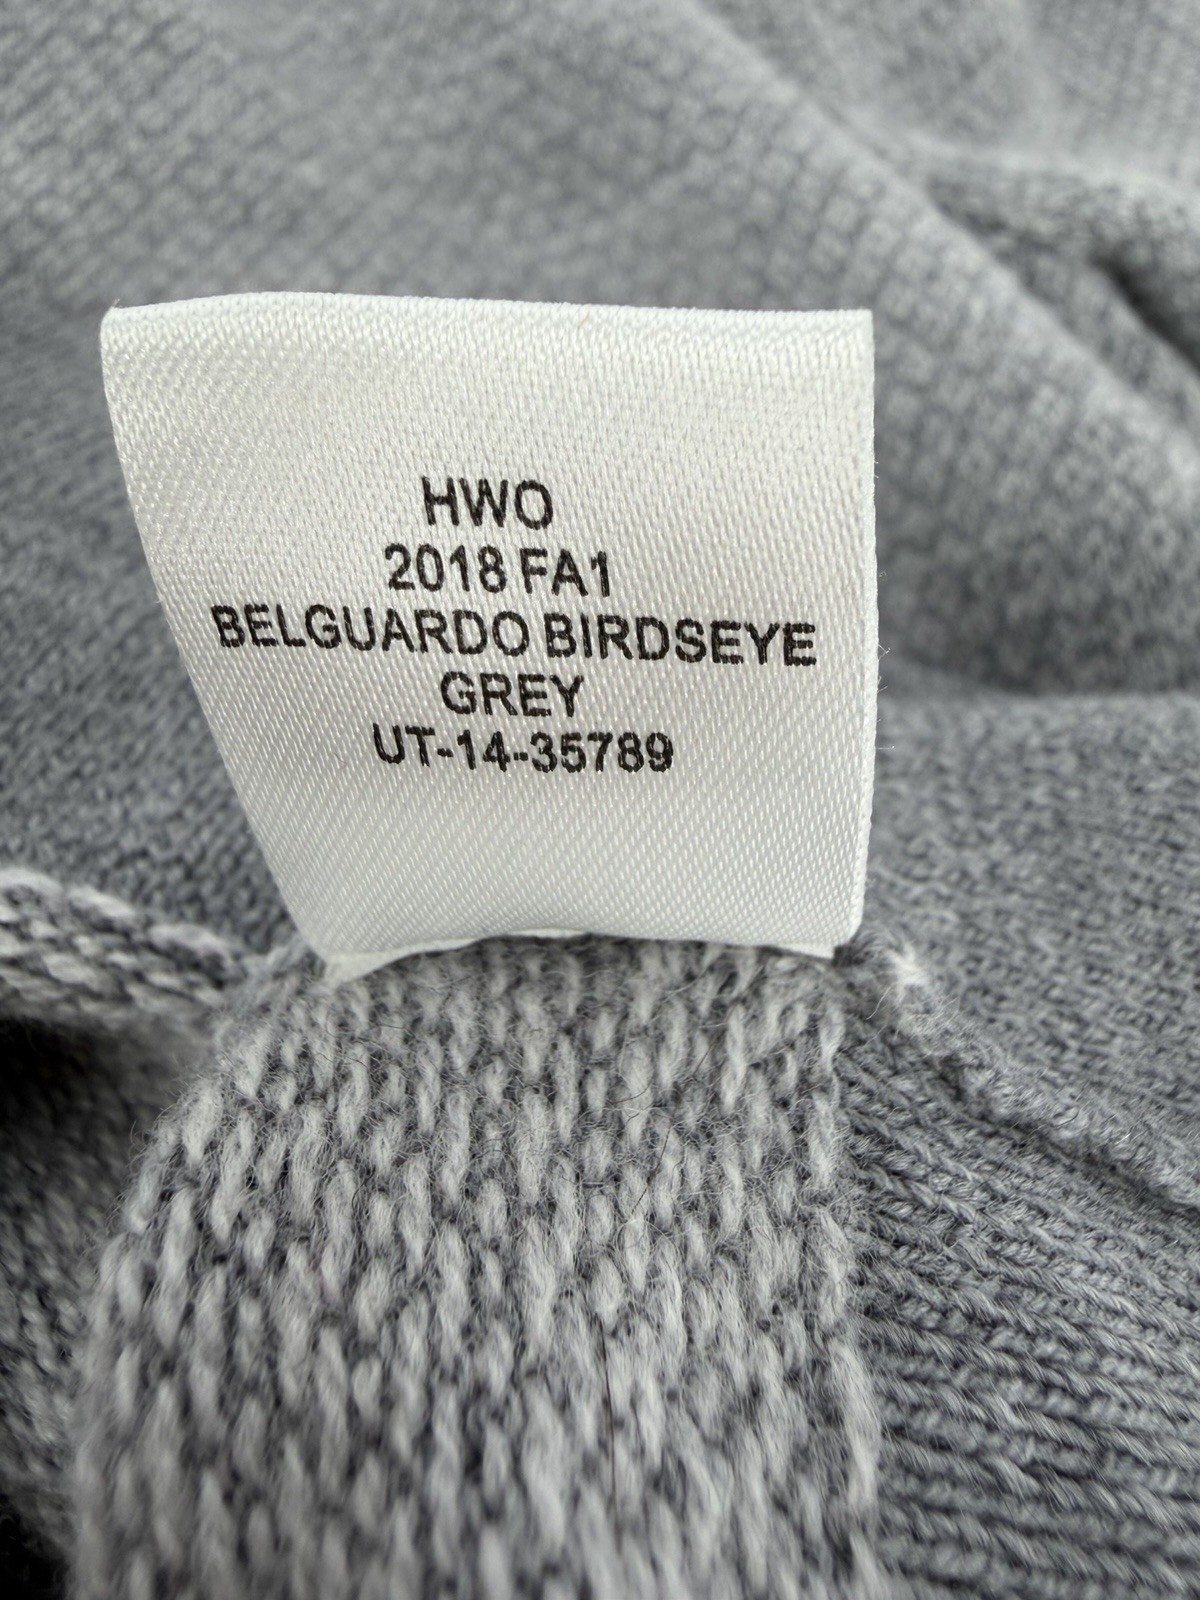 HWO
2018 FA1
BELGUARDO BIRDSEYE
GREY
UT-14-35789